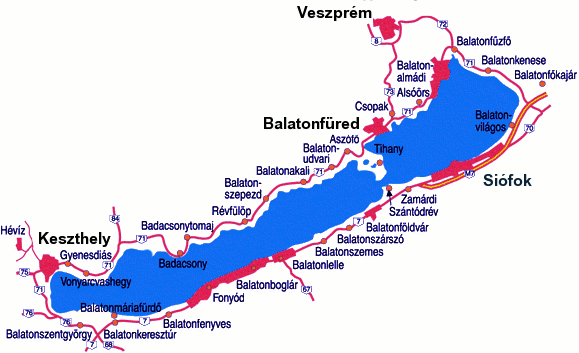 Veszprém
72
8
Balatonfűzfő
71
Balatonkenese
Balaton-
almádi
Balatonfőkajár
73
Alsóörs
Csopak
71
Balaton-
világos
70
Balatonfüred
Aszófő
Tihany
Balaton-
udvari
M7
Siófok
71
Balatonakali
Zamárdi
Szántódrév
Balaton-
szepezd
7
Balatonföldvár
Révfülöp
84
Badacsonytomaj
Balatonszárszó
Hévíz
71
Balatonszemes
Keszthely
Gyenesdiás
71
Badacsony
Balatonlelle
75
Vonyarcvashegy
71
Balatonboglár
67
Fonyód
Balatonmáriafürdő
76
76
7
Balatonfenyves
Balatonszentgyörgy
Balatonkeresztúr
7
68